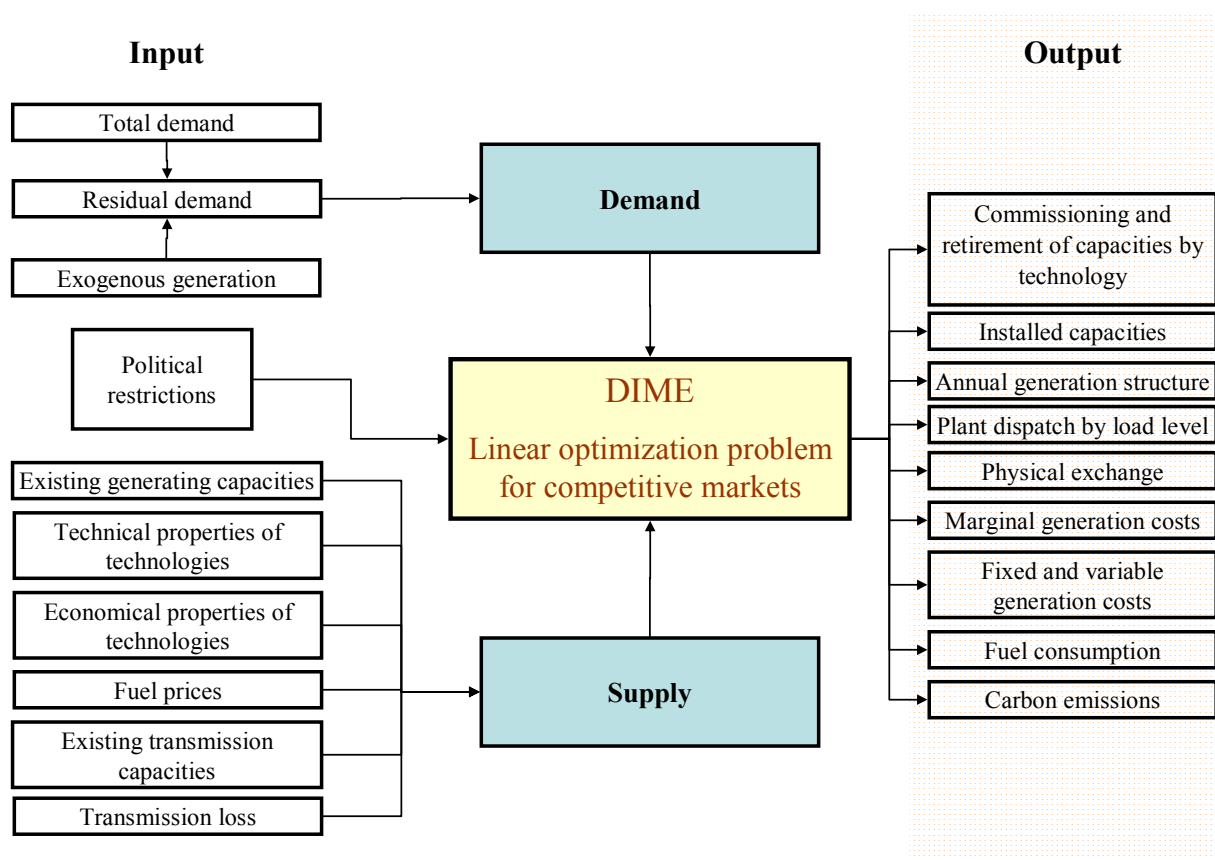 Input
Output
Total demand
Residual demand
Exogenous generation
Political
restrictions
Existing generating capacities
Technical properties of
technologies
Economical properties of
technologies
Fuel prices
Existing transmission
capacities
Transmission loss
Demand
DIME
Linear optimization problem
for competitive markets
Supply
Commissioning and
retirement of capacities by
technology
Installed capacities
Annual generation structure
Plant dispatch by load level
Physical exchange
Marginal generation costs
Fixed and variable
generation costs
Fuel consumption
Carbon emissions